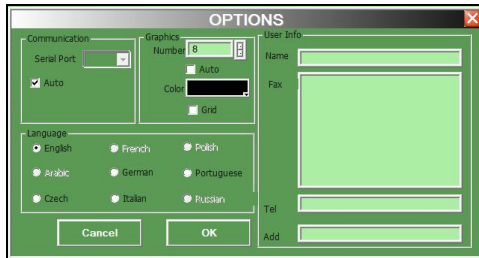 OPTIONS
Communication
Serial Port
Auto
Graphics
Number 8
Auto
Color
Grid
User Info
Name
Fax
Tel
Add
Language
English French Polish
Arabic German Portuguese
Czech Italian Russian
Cancel OK